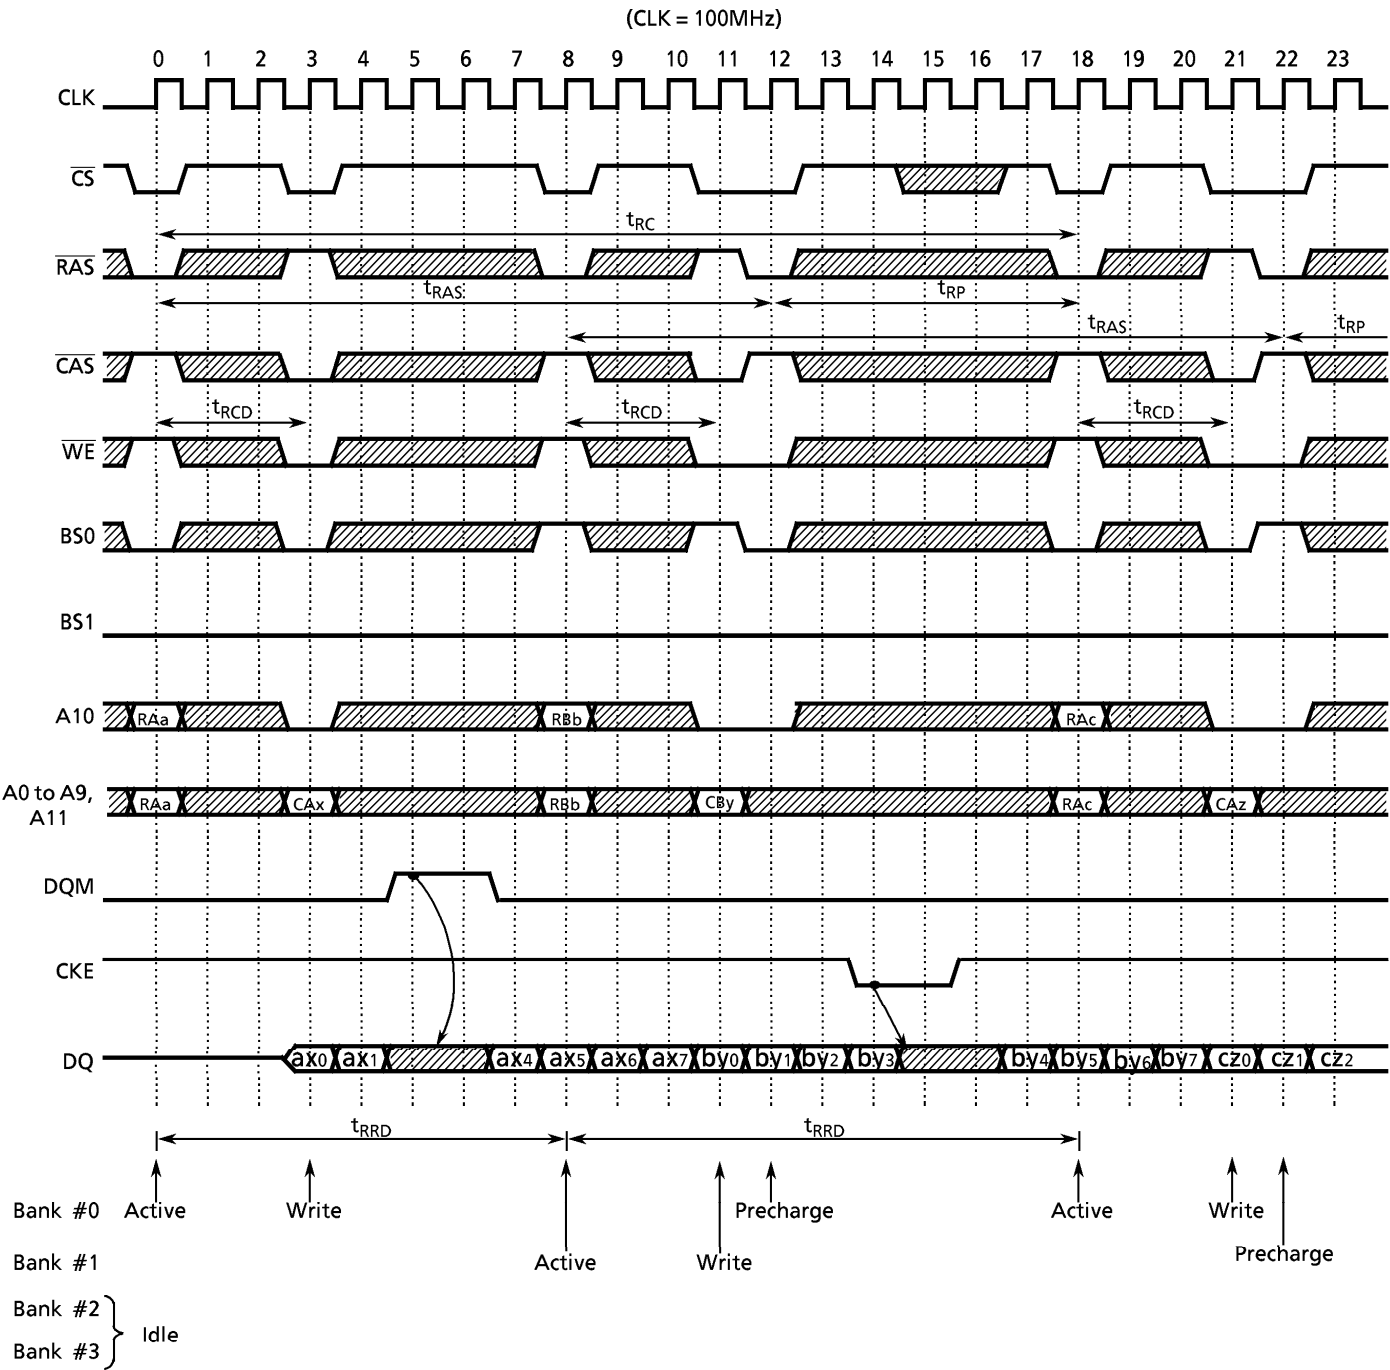 (CLK = 100MHz)
0 1 2 3 4 5 6 7 8 9 10 11 12 13 14 15 16 17 18 19 20 21 22 23
CLK
CS
tRC
RAS
tRAS tRP
tRAS tRP
CAS
tRCD tRCD tRCD
WE
BS0
BS1
A10 RAa RBb RAc
A0 to A9, A11 RAa CAx RBb CBy RAc CAz
DQM
CKE
DQ ax0 ax1 ax4 ax5 ax6 ax7 by0 by1 by2 by3 by4 by5 by6 by7 cz0 cz1 cz2
tRRD tRRD
Bank #0 Active Write Precharge Active Write
Bank #1 Active Write Precharge
Bank #2
Idle
Bank #3